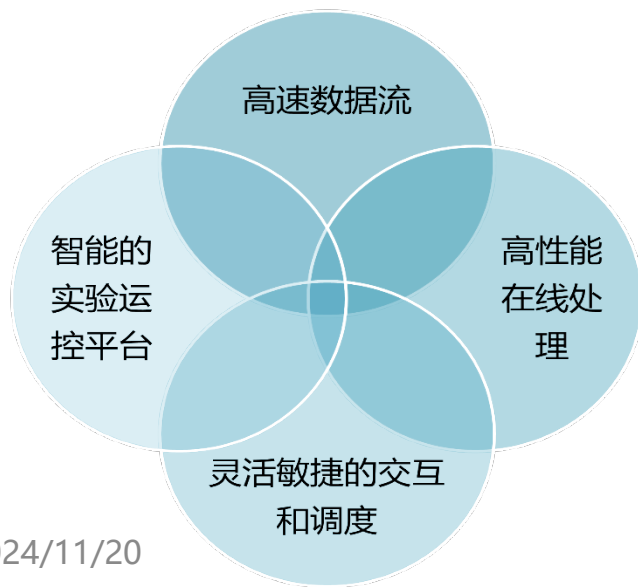 高速数据流
智能的
实验运
控平台
高性能
在线处
理
灵活敏捷的交互
和调度
24/11/20